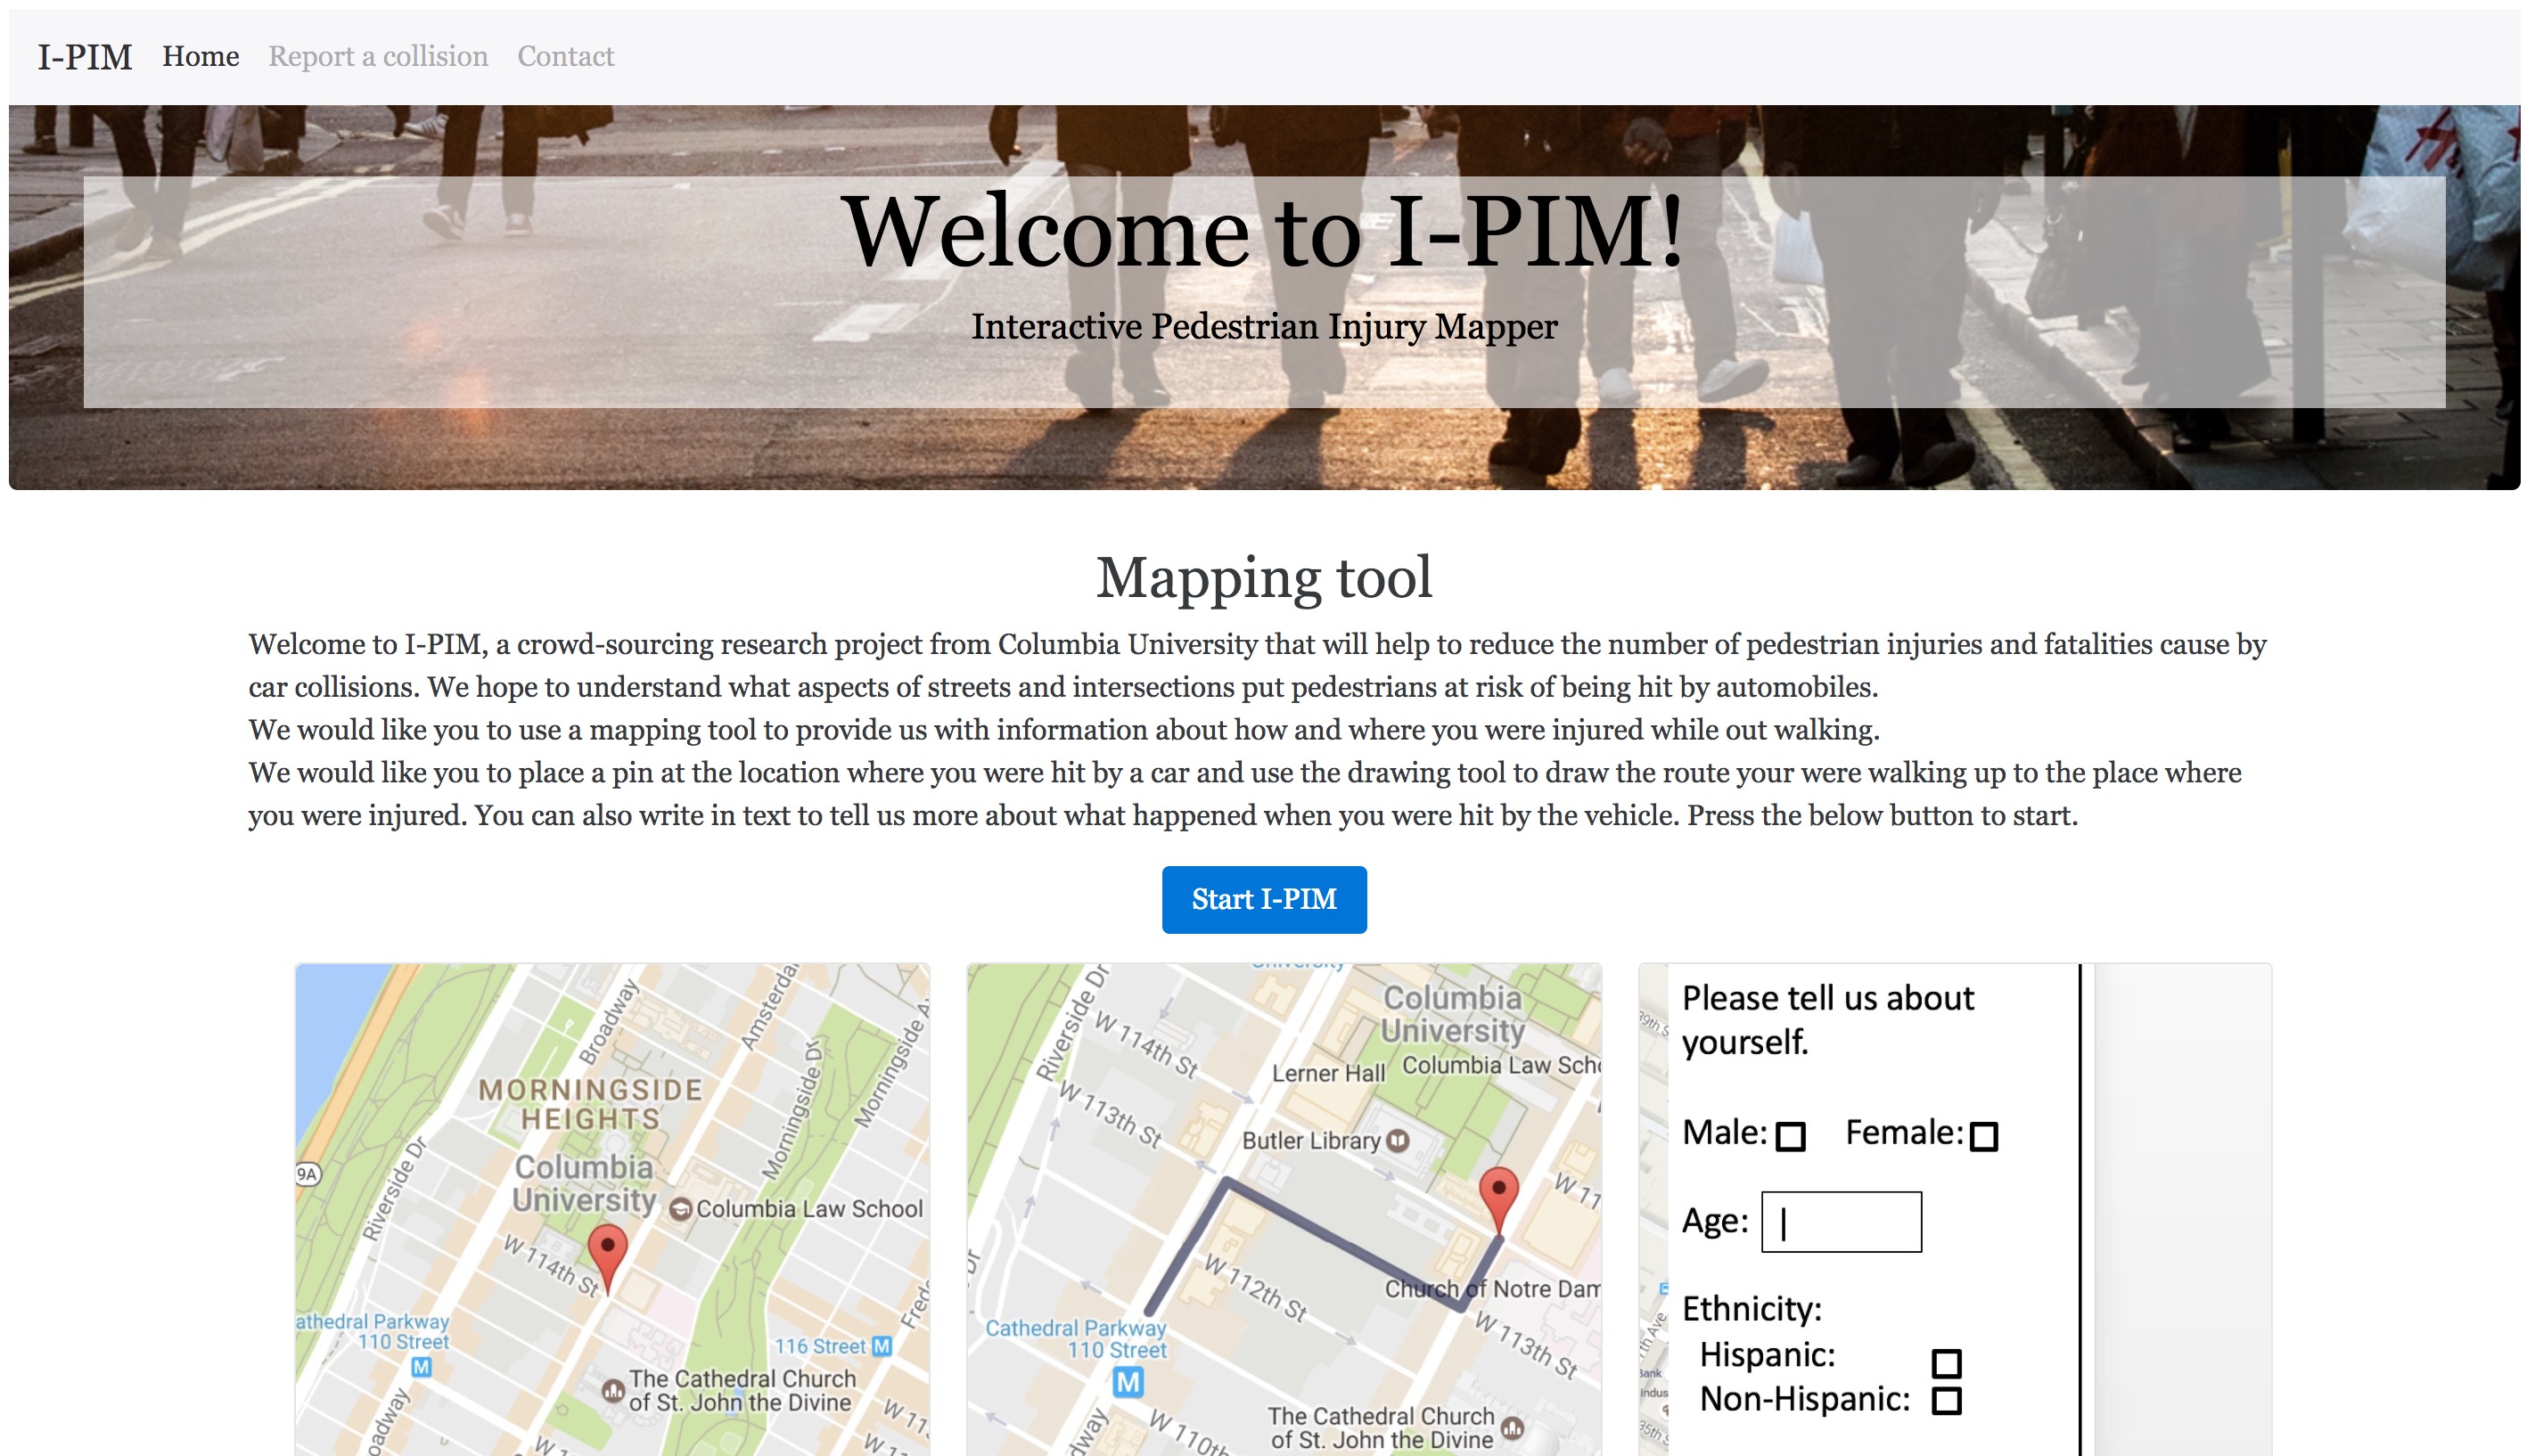 I-PIM Home Report a collision Contact
Welcome to I-PIM!
Interactive Pedestrian Injury Mapper
Mapping tool
Welcome to I-PIM, a crowd-sourcing research project from Columbia University that will help to reduce the number of pedestrian injuries and fatalities cause by
car collisions. We hope to understand what aspects of streets and intersections put pedestrians at risk of being hit by automobiles.
We would like you to use a mapping tool to provide us with information about how and where you were injured while out walking.
We would like you to place a pin at the location where you were hit by a car and use the drawing tool to draw the route your were walking up to the place where
you were injured. You can also write in text to tell us more about what happened when you were hit by the vehicle. Press the below button to start.
Start I-PIM
Broadway
Morningside Dr
MORNINGSIDE
HEIGHTS
Columbia
University
Columbia Law School
9A
Riverside Dr
W 114th St
110 Street
M
116 Street M
The Cathedral Church
of St. John the Divine
University
Columbia
University
Riverside Dr
W 114th St
Lerner Hall
Columbia Law
W 113th St
Butler Library
W 112th St
Church of Notre
Cathedral Parkway
110 Street
M
W 113th St
The Cathedral Church
of St. John the Divine
Please tell us about
yourself.
Male: Female:
Age:
Ethnicity:
Hispanic:
Non-Hispanic: